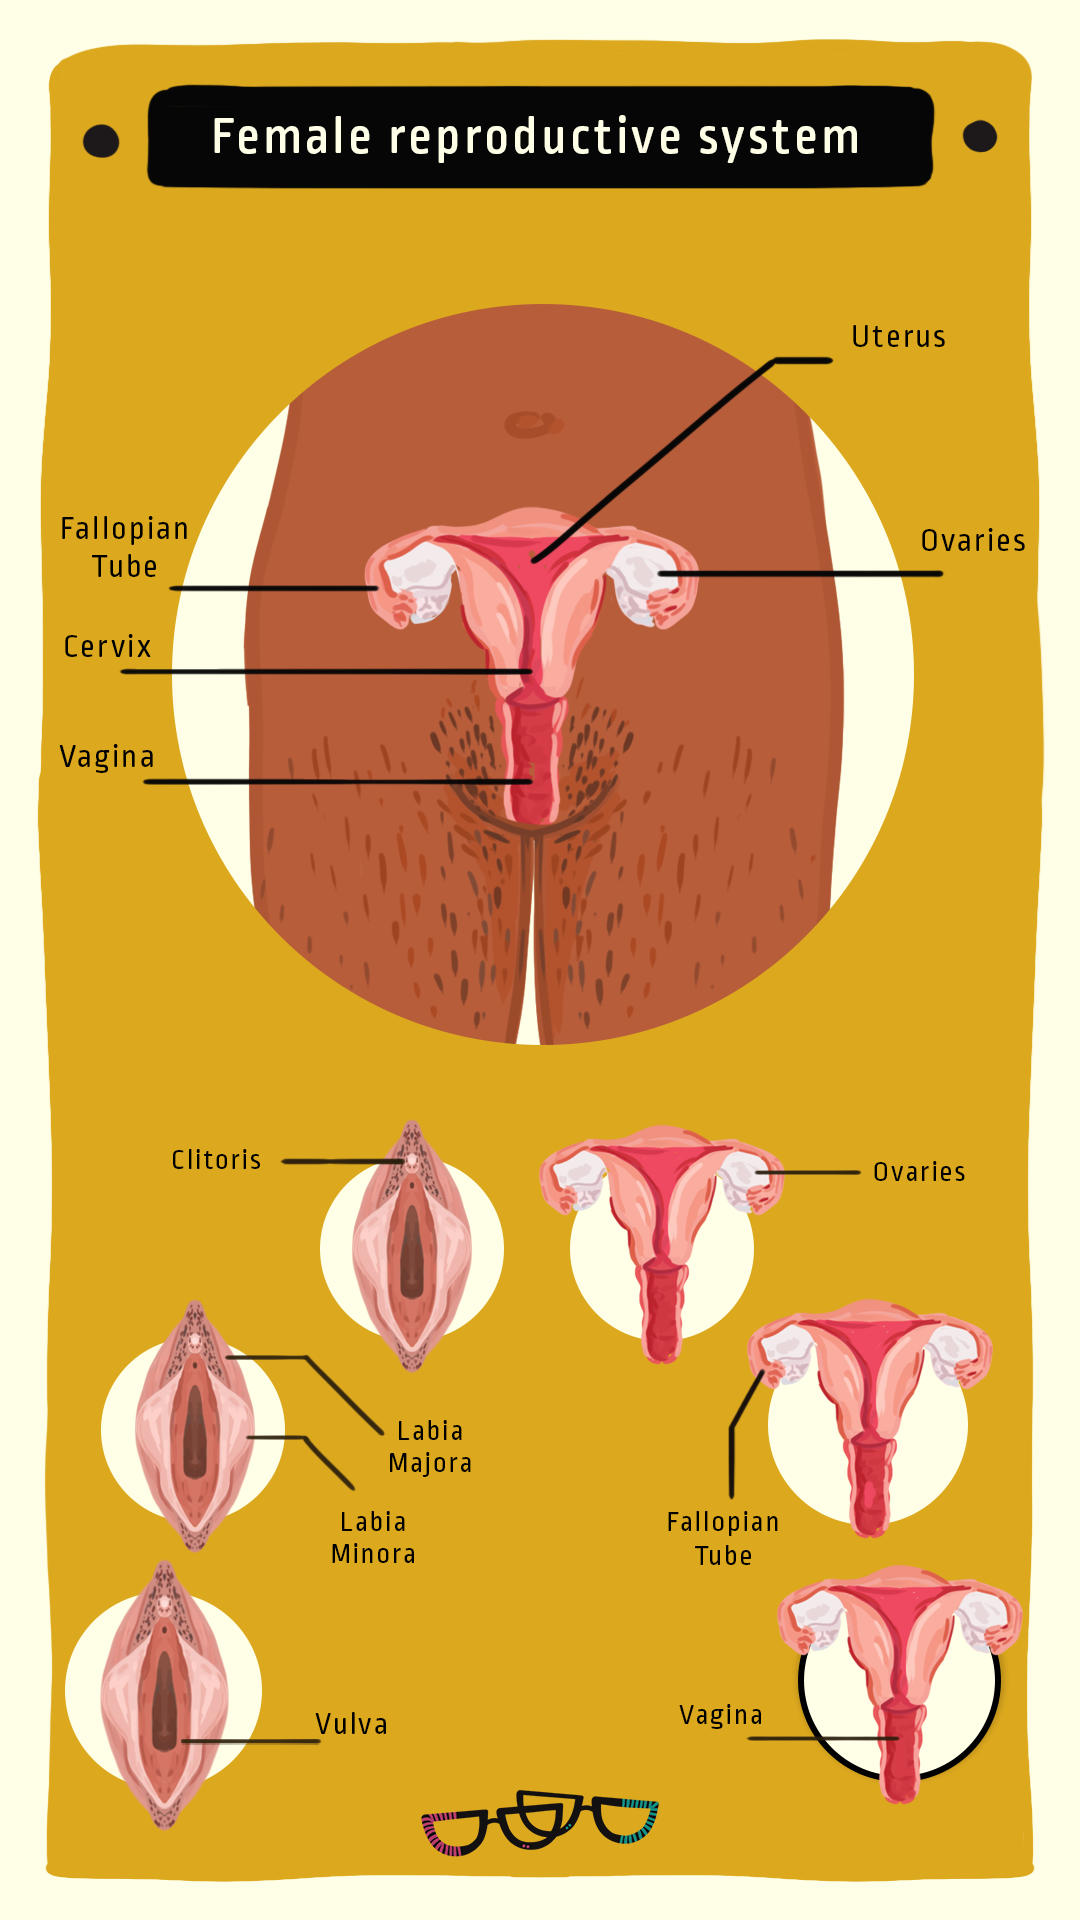 Female reproductive system
Uterus
Fallopian
Tube
Ovaries
Cervix
Vagina
Clitoris
Ovaries
Labia
Majora
Labia
Minora
Fallopian
Tube
Vulva
Vagina